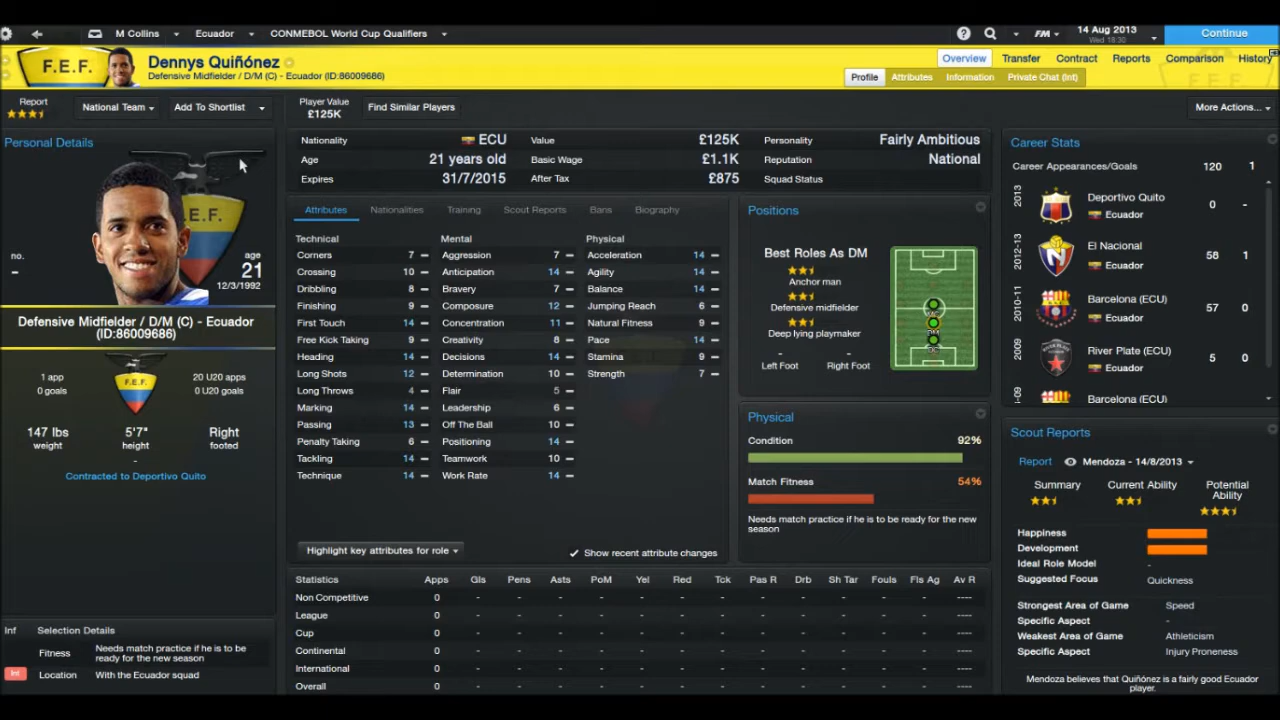 M Collins Ecuador CONMEBOL World Cup Qualifiers
FM
14 Aug 2013
Wed 18:30
Continue
F.E.F.
Dennys Quiñónez
Defensive Midfielder / D/M (C) - Ecuador (ID:86009686)
Overview Transfer Contract Reports Comparison History
Profile Attributes Information Private Chat (Int)
Report
National Team
Add To Shortlist
Player Value
£125K
Find Similar Players
More Actions...
Personal Details
E.F.
no.
-
age
21
12/3/1992
Defensive Midfielder / D/M (C) - Ecuador
(ID:86009686)
1 app
0 goals
F.E.F.
20 U20 apps
0 U20 goals
147 lbs
weight
5'7"
height
Right
footed
-
Contracted to Deportivo Quito
Inf Selection Details
Fitness Needs match practice if he is to be
ready for the new season
Int Location With the Ecuador squad
Nationality ECU Value £125K Personality Fairly Ambitious
Age 21 years old Basic Wage £1.1K Reputation National
Expires 31/7/2015 After Tax £875 Squad Status
Attributes Nationalities Training Scout Reports Bans Biography
Technical Mental Physical
Corners 7 Aggression 7 Acceleration 14
Crossing 10 Anticipation 14 Agility 14
Dribbling 8 Bravery 7 Balance 14
Finishing 9 Composure 12 Jumping Reach 6
First Touch 14 Concentration 11 Natural Fitness 9
Free Kick Taking 9 Creativity 8 Pace 14
Heading 14 Decisions 14 Stamina 9
Long Shots 12 Determination 10 Strength 7
Long Throws 4 Flair 5
Marking 14 Leadership 6
Passing 13 Off The Ball 10
Penalty Taking 6 Positioning 14
Tackling 14 Teamwork 10
Technique 14 Work Rate 14
Highlight key attributes for role
Show recent attribute changes
Positions
Best Roles As DM
Anchor man
Defensive midfielder
Deep lying playmaker
- -
Left Foot Right Foot
MC
DM
DC
Physical
Condition 92%
Match Fitness 54%
Needs match practice if he is to be ready for the new
season
Statistics Apps Gls Pens Asts PoM Yel Red Tck Pas R Drb Sh Tar Fouls Fls Ag Av R
Non Competitive 0 - - - - - - - - - - - - ----
League 0 - - - - - - - - - - - - ----
Cup 0 - - - - - - - - - - - - ----
Continental 0 - - - - - - - - - - - - ----
International 0 - - - - - - - - - - - - ----
Overall 0 - - - - - - - - - - - - ----
Career Stats
Career Appearances/Goals 120 1
2013 Deportivo Quito 0 -
Ecuador
2012-13 El Nacional 58 1
Ecuador
2010-11 Barcelona (ECU) 57 0
Ecuador
2009 River Plate (ECU) 5 0
Ecuador
-09 Barcelona (ECU)
Scout Reports
Report Mendoza - 14/8/2013
Summary Current Ability Potential
Ability
Happiness
Development
Ideal Role Model -
Suggested Focus Quickness
Strongest Area of Game Speed
Specific Aspect -
Weakest Area of Game Athleticism
Specific Aspect Injury Proneness
Mendoza believes that Quiñónez is a fairly good Ecuador
player.